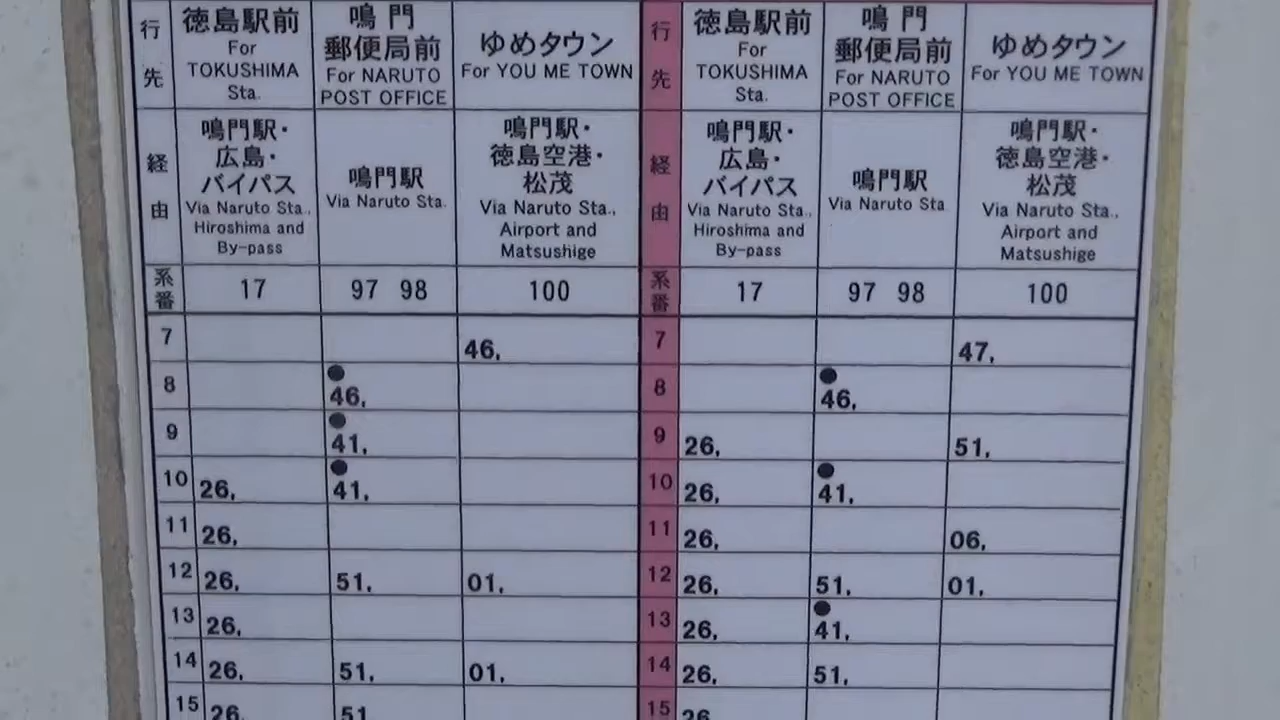 行先 徳島駅前 For TOKUSHIMA Sta. 鳴門郵便局前 For NARUTO POST OFFICE ゆめタウン For YOU ME TOWN 行先 徳島駅前 For TOKUSHIMA Sta. 鳴門郵便局前 For NARUTO POST OFFICE ゆめタウン For YOU ME TOWN
経由 鳴門駅・広島・バイパス Via Naruto Sta., Hiroshima and By-pass 鳴門駅 Via Naruto Sta. 鳴門駅・徳島空港・松茂 Via Naruto Sta., Airport and Matsushige 経由 鳴門駅・広島・バイパス Via Naruto Sta., Hiroshima and By-pass 鳴門駅 Via Naruto Sta 鳴門駅・徳島空港・松茂 Via Naruto Sta., Airport and Matsushige
系番 17 97 98 100 系番 17 97 98 100
7 46, 7 47,
8 ●46, 8 ●46,
9 ●41, 9 26, 51,
10 26, ●41, 10 26, ●41,
11 26, 11 26, 06,
12 26, 51, 01, 12 26, 51, 01,
13 26, 13 26, ●41,
14 26, 51, 01, 14 26, 51,
15 26, 51 15 26